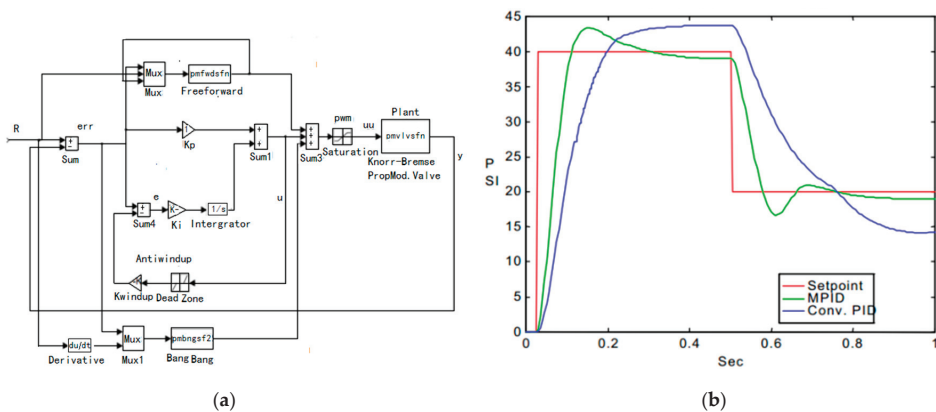 R
err
Sum
Mux
Mux
pmfwdsfn
Freeforward
1
Kp
Sum1
Sum3
pwm
Saturation
uu
Plant
pmvlvsfn
Knorr-Bremse
PropMod.Valve
y
u
e
Sum4
K-
Ki
1/s
Intergrator
Antiwindup
Kwindup
Dead Zone
du/dt
Derivative
Mux
Mux1
pmbngsf2
Bang Bang
(a)
45
40
35
30
25
20
15
10
5
0
P
SI
0
0.2
0.4
0.6
0.8
1
Sec
Setpoint
MPID
Conv. PID
(b)